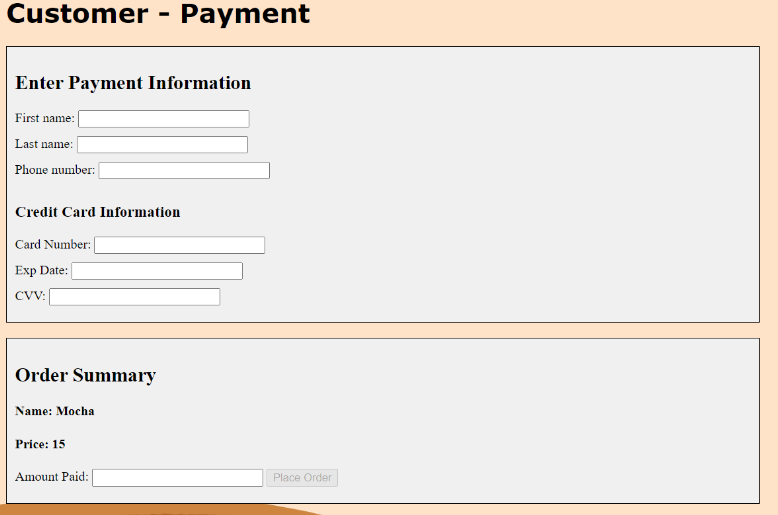 Customer - Payment
Enter Payment Information
First name:
Last name:
Phone number:
Credit Card Information
Card Number:
Exp Date:
CVV:
Order Summary
Name: Mocha
Price: 15
Amount Paid: Place Order